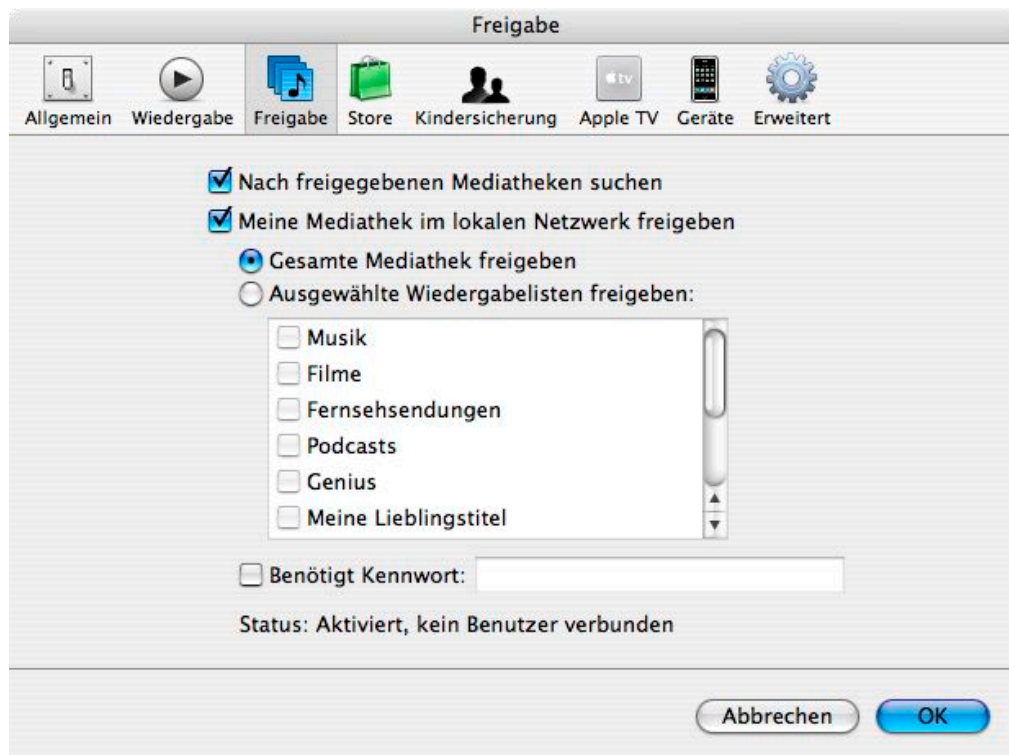 Freigabe
Allgemein Wiedergabe Freigabe Store Kindersicherung Apple TV Geräte Erweitert
Nach freigegebenen Mediatheken suchen
Meine Mediathek im lokalen Netzwerk freigeben
Gesamte Mediathek freigeben
Ausgewählte Wiedergabelisten freigeben:
Musik
Filme
Fernsehsendungen
Podcasts
Genius
Meine Lieblingstitel
Benötigt Kennwort:
Status: Aktiviert, kein Benutzer verbunden
Abbrechen OK